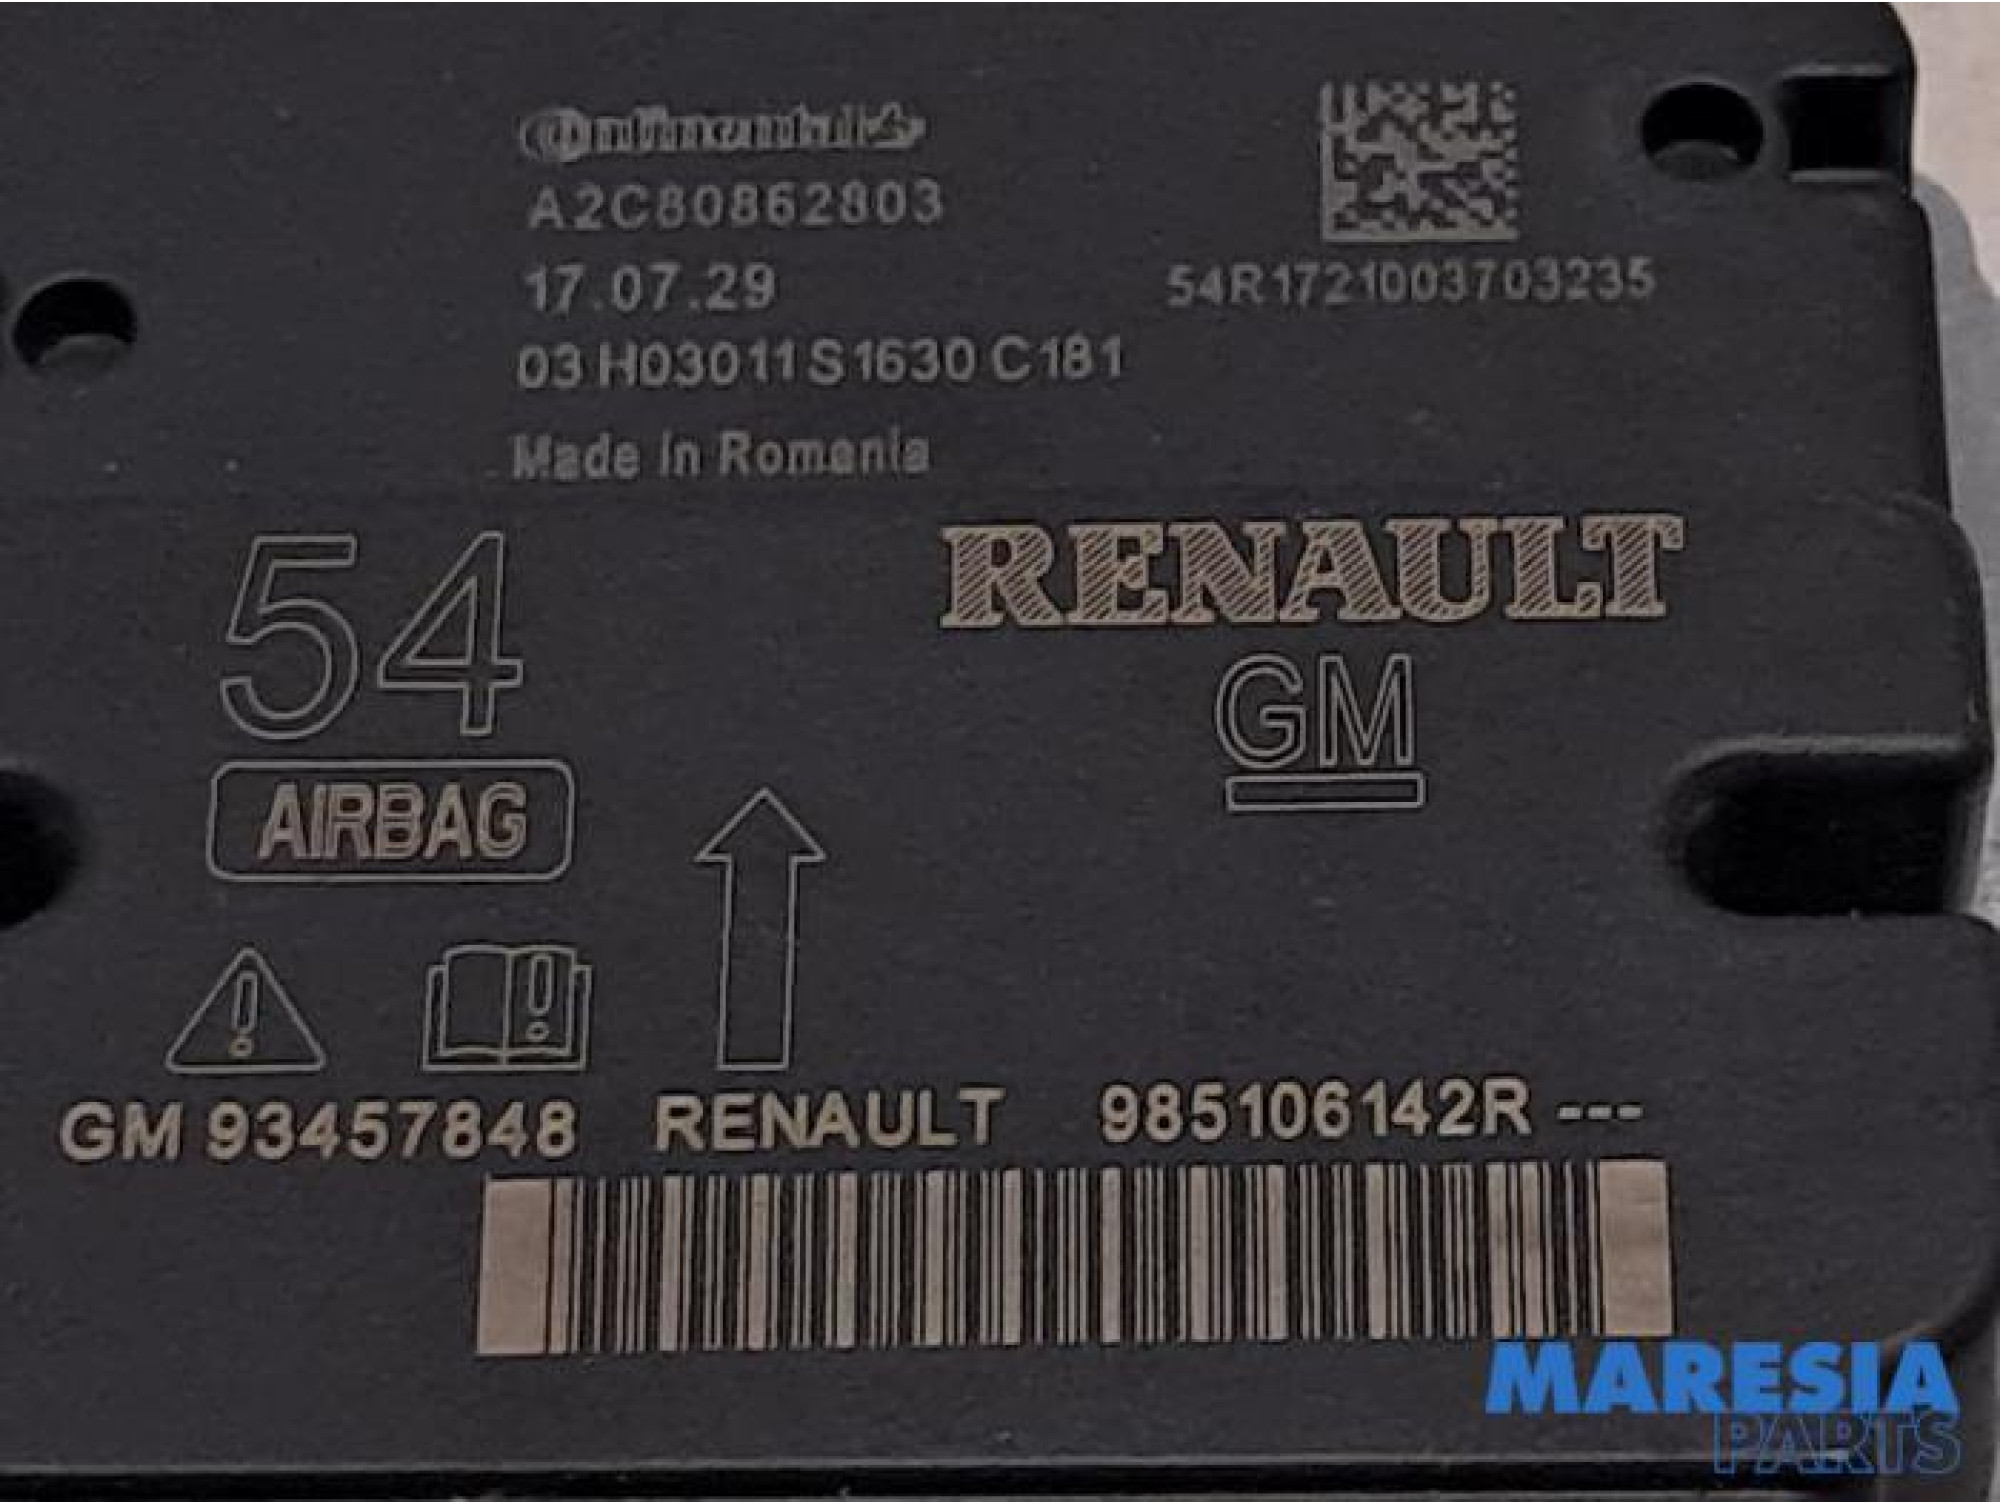 Continental
A2C80862803
17.07.29
03 H03011 S1630 C181
Made in Romania
54R1721003703235
54
AIRBAG
RENAULT
GM
GM 93457848 RENAULT 985106142R ---
MARESIA
PARTS